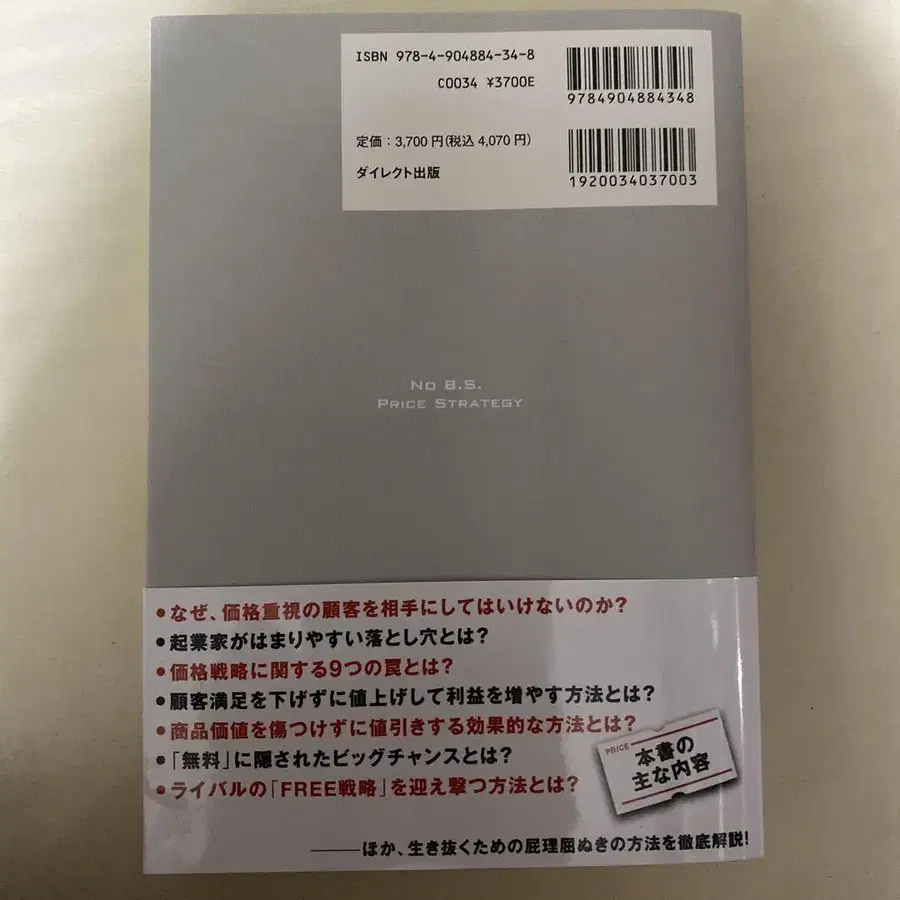 ISBN 978-4-904884-34-8
C0034 ¥3700E
9784904884348
定価：3,700円(税込4,070円)
ダイレクト出版
1920034037003
No B.S.
Price Strategy
•なぜ、価格重視の顧客を相手にしてはいけないのか?
•起業家がはまりやすい落とし穴とは?
•価格戦略に関する9つの罠とは?
•顧客満足を下げずに値上げして利益を増やす方法とは?
•商品価値を傷つけずに値引きする効果的な方法とは?
•「無料」に隠されたビッグチャンスとは?
•ライバルの「FREE戦略」を迎え撃つ方法とは?
PRICE
本書の
主な内容
———ほか、生き抜くための屁理屈ぬきの方法を徹底解説!